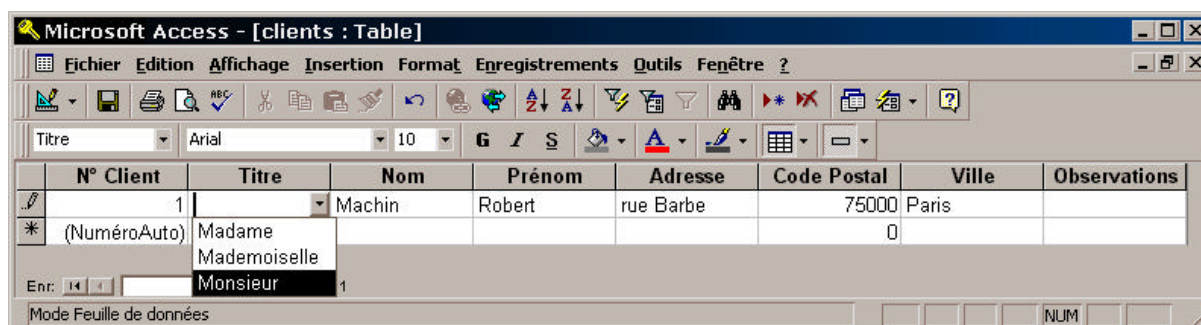 Microsoft Access - [clients : Table]
Fichier Edition Affichage Insertion Format Enregistrements Outils Fenêtre ?
Titre Arial 10 G I S A
N° Client Titre Nom Prénom Adresse Code Postal Ville Observations
1 Machin Robert rue Barbe 75000 Paris
(NuméroAuto) Madame 0
Mademoiselle
Enr: Monsieur 1
Mode Feuille de données NUM